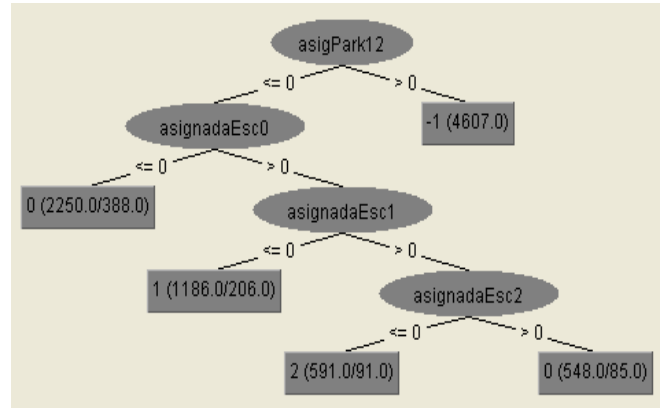 asigPark12
<= 0 > 0
asignadaEsc0 -1 (4607.0)
<= 0 > 0
0 (2250.0/388.0) asignadaEsc1
<= 0 > 0
1 (1186.0/206.0) asignadaEsc2
<= 0 > 0
2 (591.0/91.0) 0 (548.0/85.0)